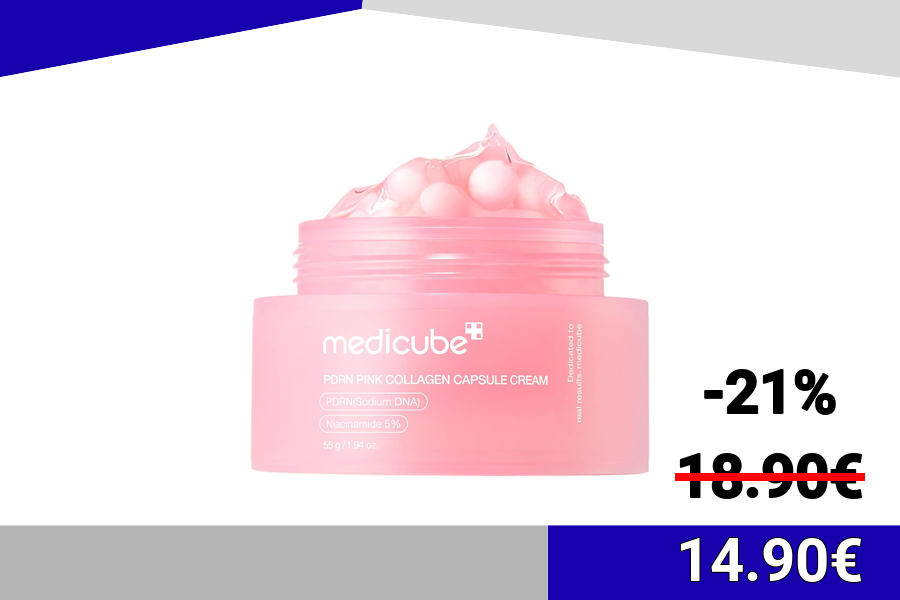 medicube
PDRN PINK COLLAGEN CAPSULE CREAM
PDRN(Sodium DNA)
Niacinamide 5%
55 g / 1.94 oz.
Dedicated to
real results, medicube
-21%
18.90€
14.90€